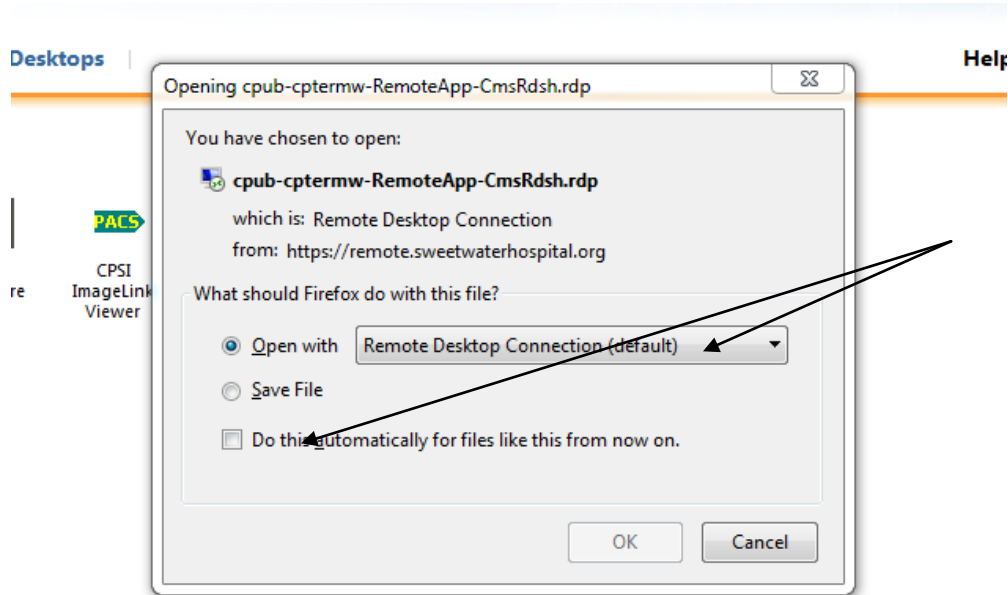 Desktops
Help
Opening cpub-cptermw-RemoteApp-CmsRdsh.rdp
You have chosen to open:
cpub-cptermw-RemoteApp-CmsRdsh.rdp
which is: Remote Desktop Connection
from: https://remote.sweetwaterhospital.org
PACS
CPSI
ImageLink
Viewer
re
What should Firefox do with this file?
Open with
Remote Desktop Connection (default)
Save File
Do this automatically for files like this from now on.
OK
Cancel